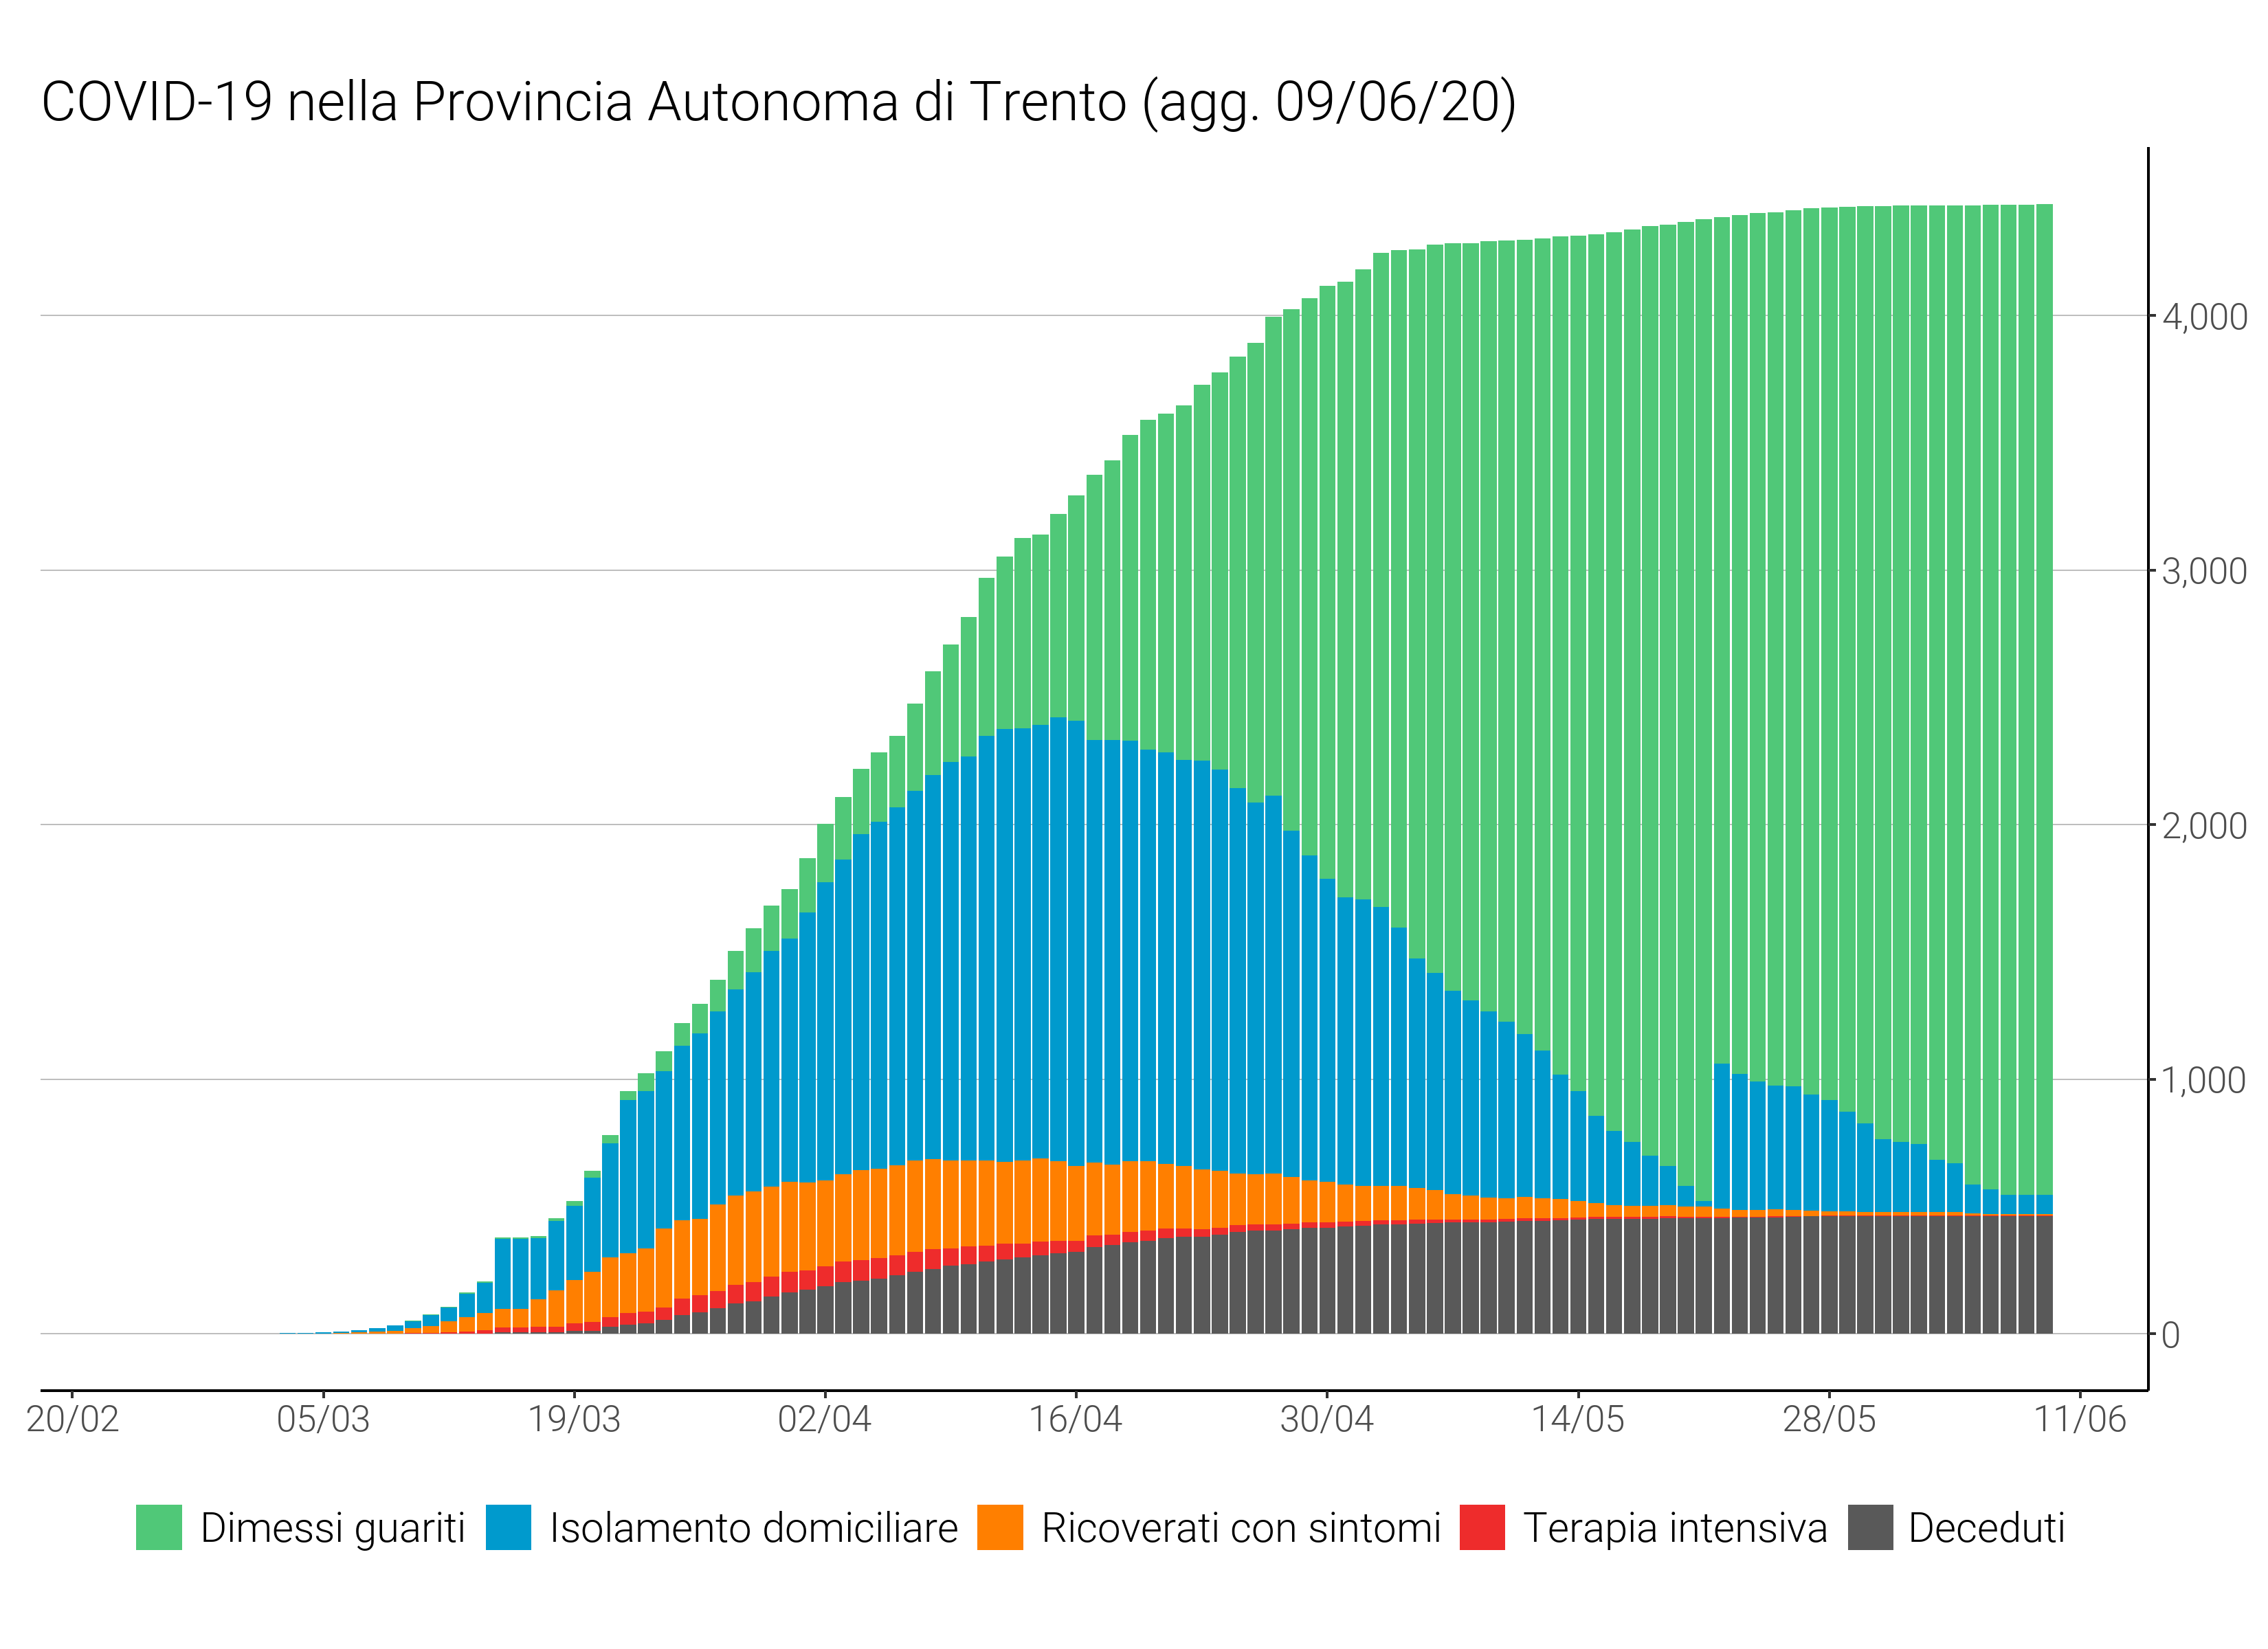 COVID-19 nella Provincia Autonoma di Trento (agg. 09/06/20)
4,000
3,000
2,000
1,000
0
20/02 05/03 19/03 02/04 16/04 30/04 14/05 28/05 11/06
Dimessi guariti Isolamento domiciliare Ricoverati con sintomi Terapia intensiva Deceduti